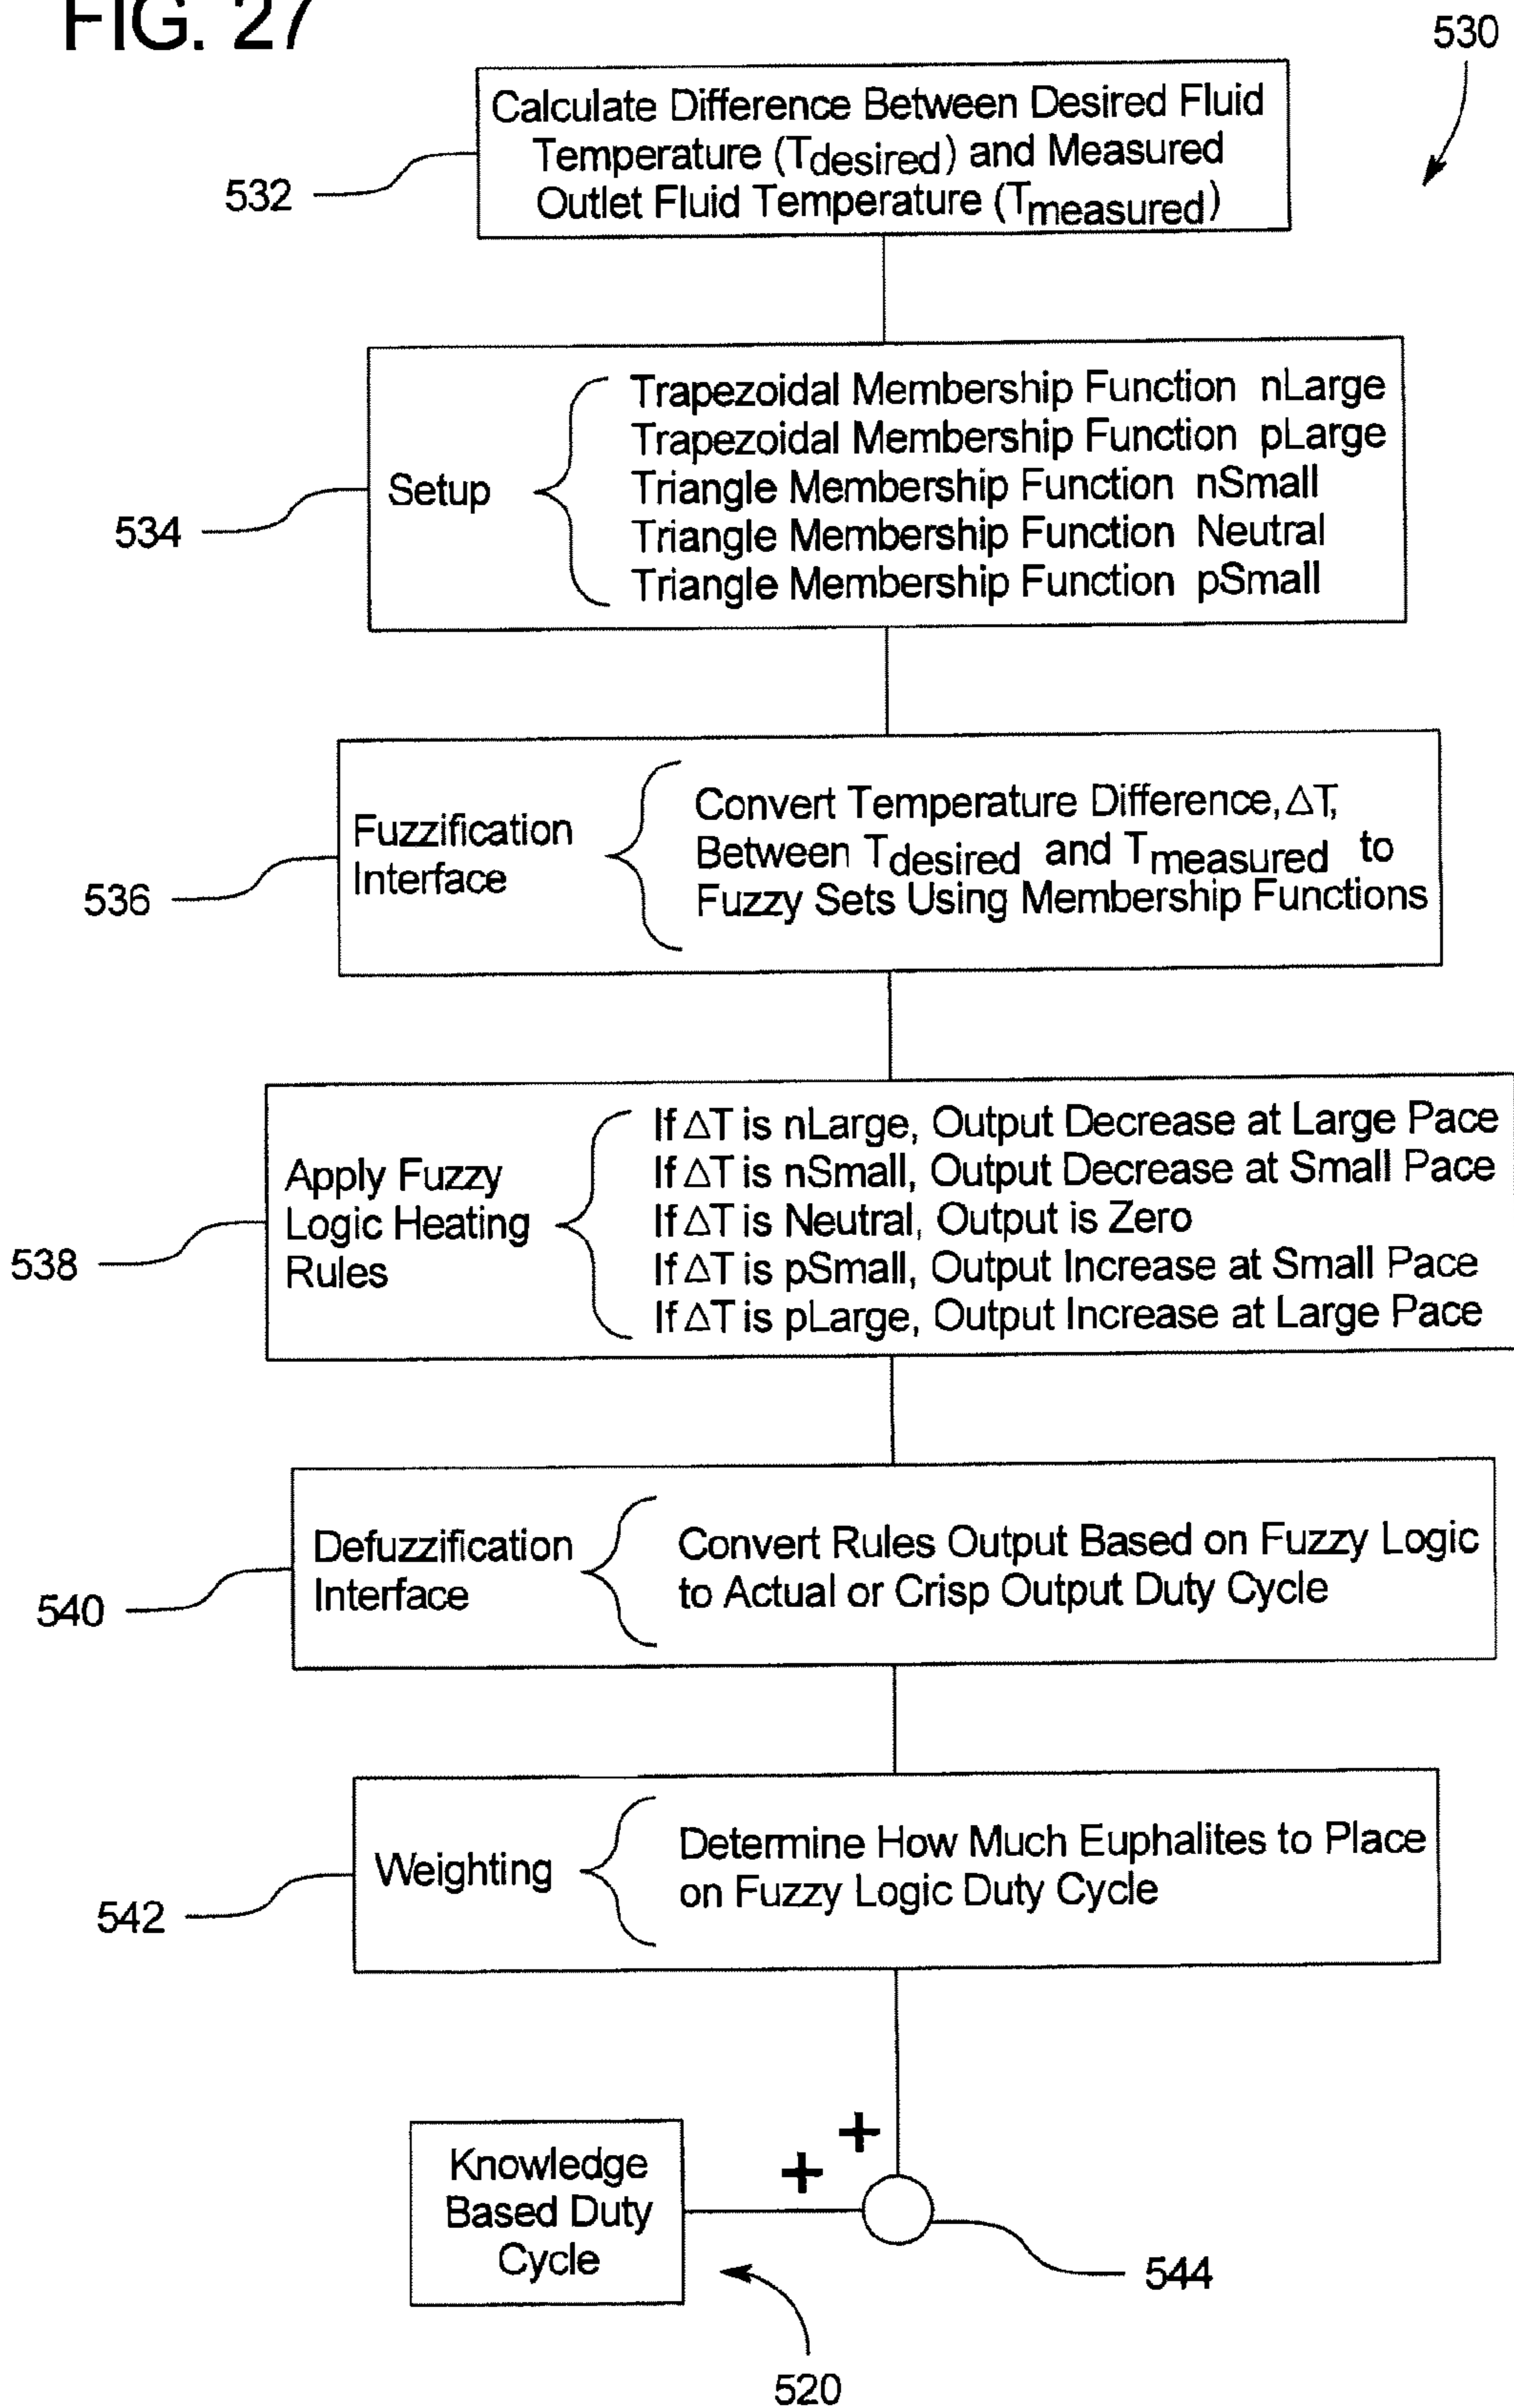 FIG. 27
530
Calculate Difference Between Desired Fluid
Temperature (Tdesired) and Measured
Outlet Fluid Temperature (Tmeasured)
532
Setup
Trapezoidal Membership Function nLarge
Trapezoidal Membership Function pLarge
Triangle Membership Function nSmall
Triangle Membership Function Neutral
Triangle Membership Function pSmall
534
Fuzzification
Interface
Convert Temperature Difference, ΔT,
Between Tdesired and Tmeasured to
Fuzzy Sets Using Membership Functions
536
Apply Fuzzy
Logic Heating
Rules
If ΔT is nLarge, Output Decrease at Large Pace
If ΔT is nSmall, Output Decrease at Small Pace
If ΔT is Neutral, Output is Zero
If ΔT is pSmall, Output Increase at Small Pace
If ΔT is pLarge, Output Increase at Large Pace
538
Defuzzification
Interface
Convert Rules Output Based on Fuzzy Logic
to Actual or Crisp Output Duty Cycle
540
Weighting
Determine How Much Euphalites to Place
on Fuzzy Logic Duty Cycle
542
+
+
Knowledge
Based Duty
Cycle
544
520